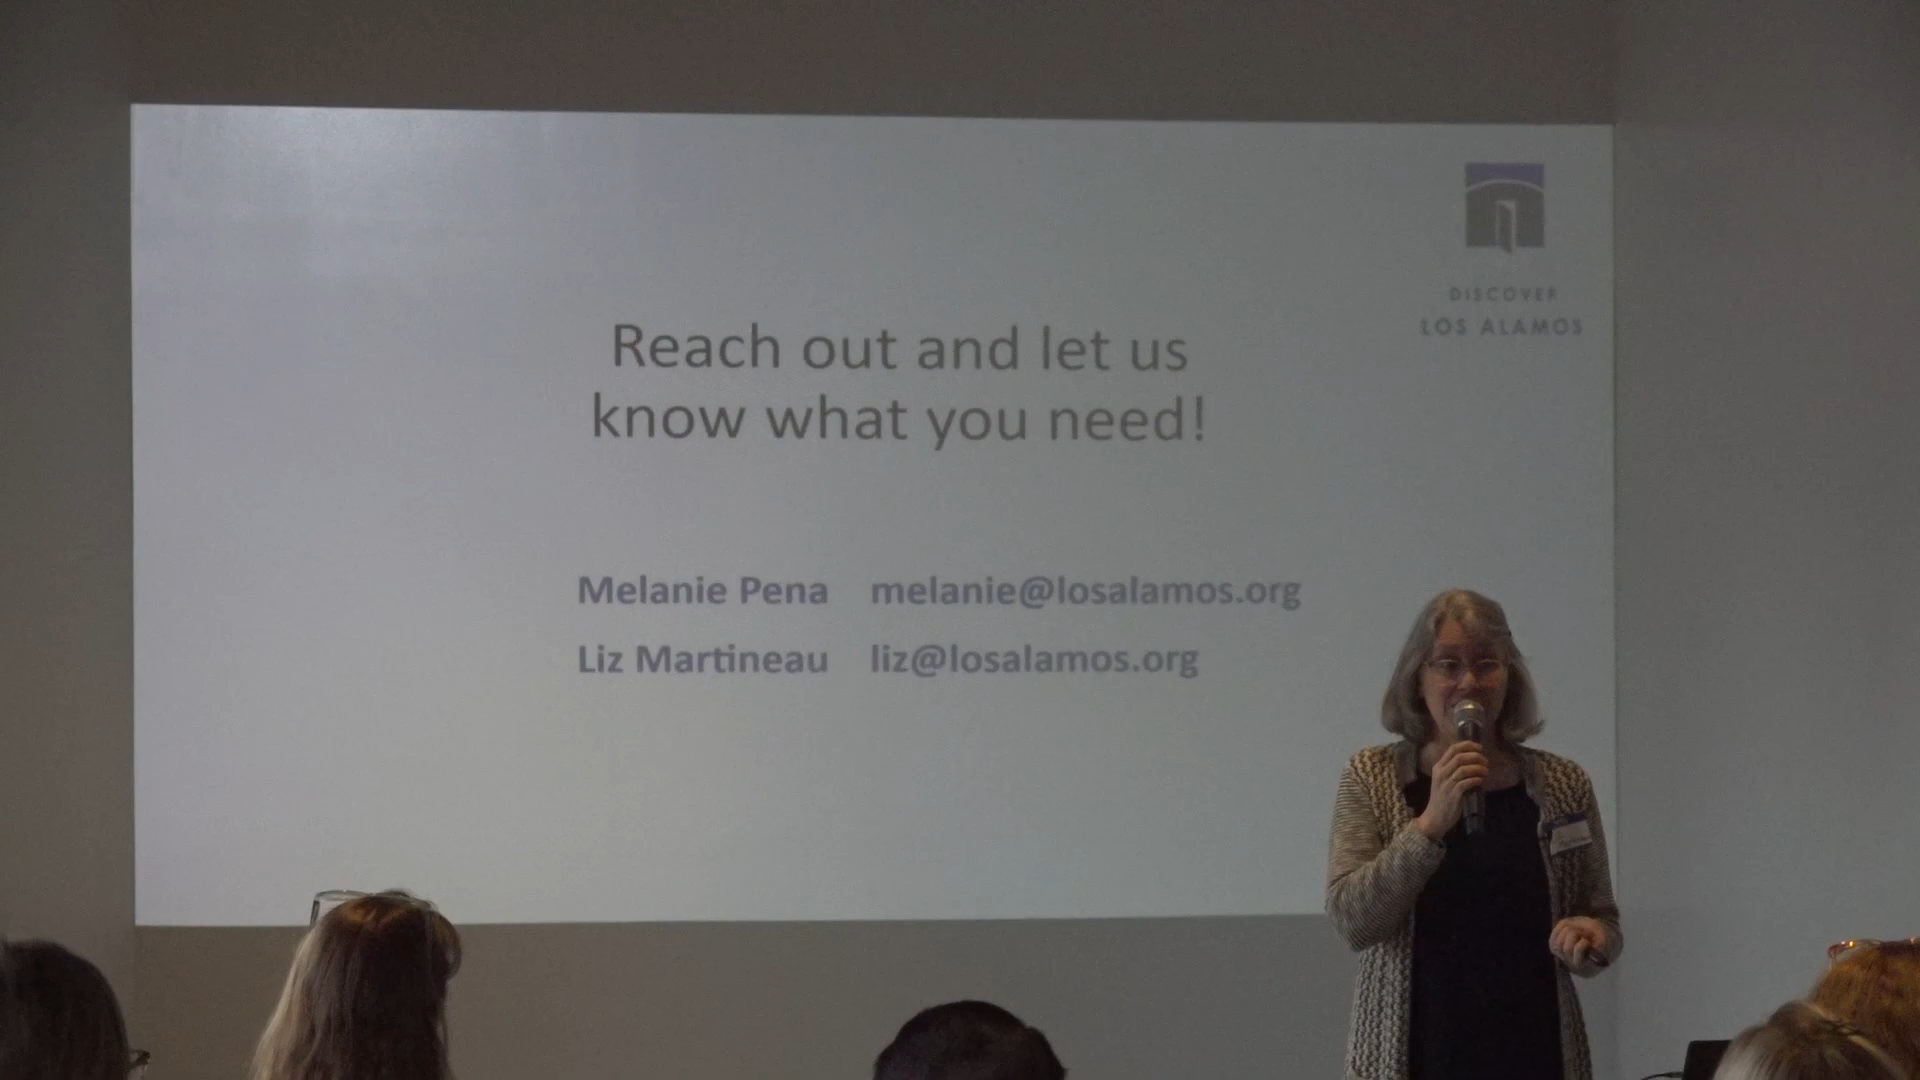 DISCOVER
LOS ALAMOS
Reach out and let us
know what you need!
Melanie Pena melanie@losalamos.org
Liz Martineau liz@losalamos.org